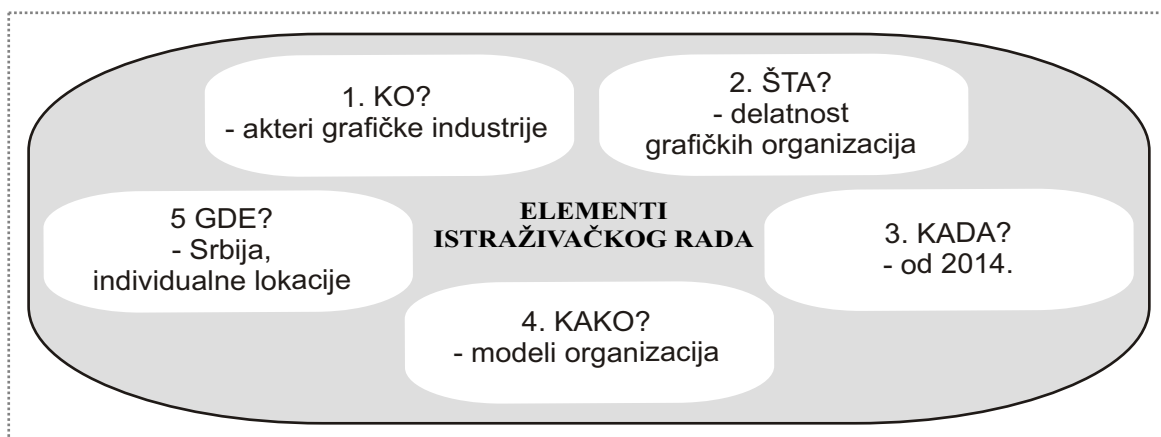 1. KO?
- akteri grafičke industrije
2. ŠTA?
- delatnost
grafičkih organizacija
ELEMENTI
ISTRAŽIVAČKOG RADA
3. KADA?
- od 2014.
4. KAKO?
- modeli organizacija
5 GDE?
- Srbija,
individualne lokacije